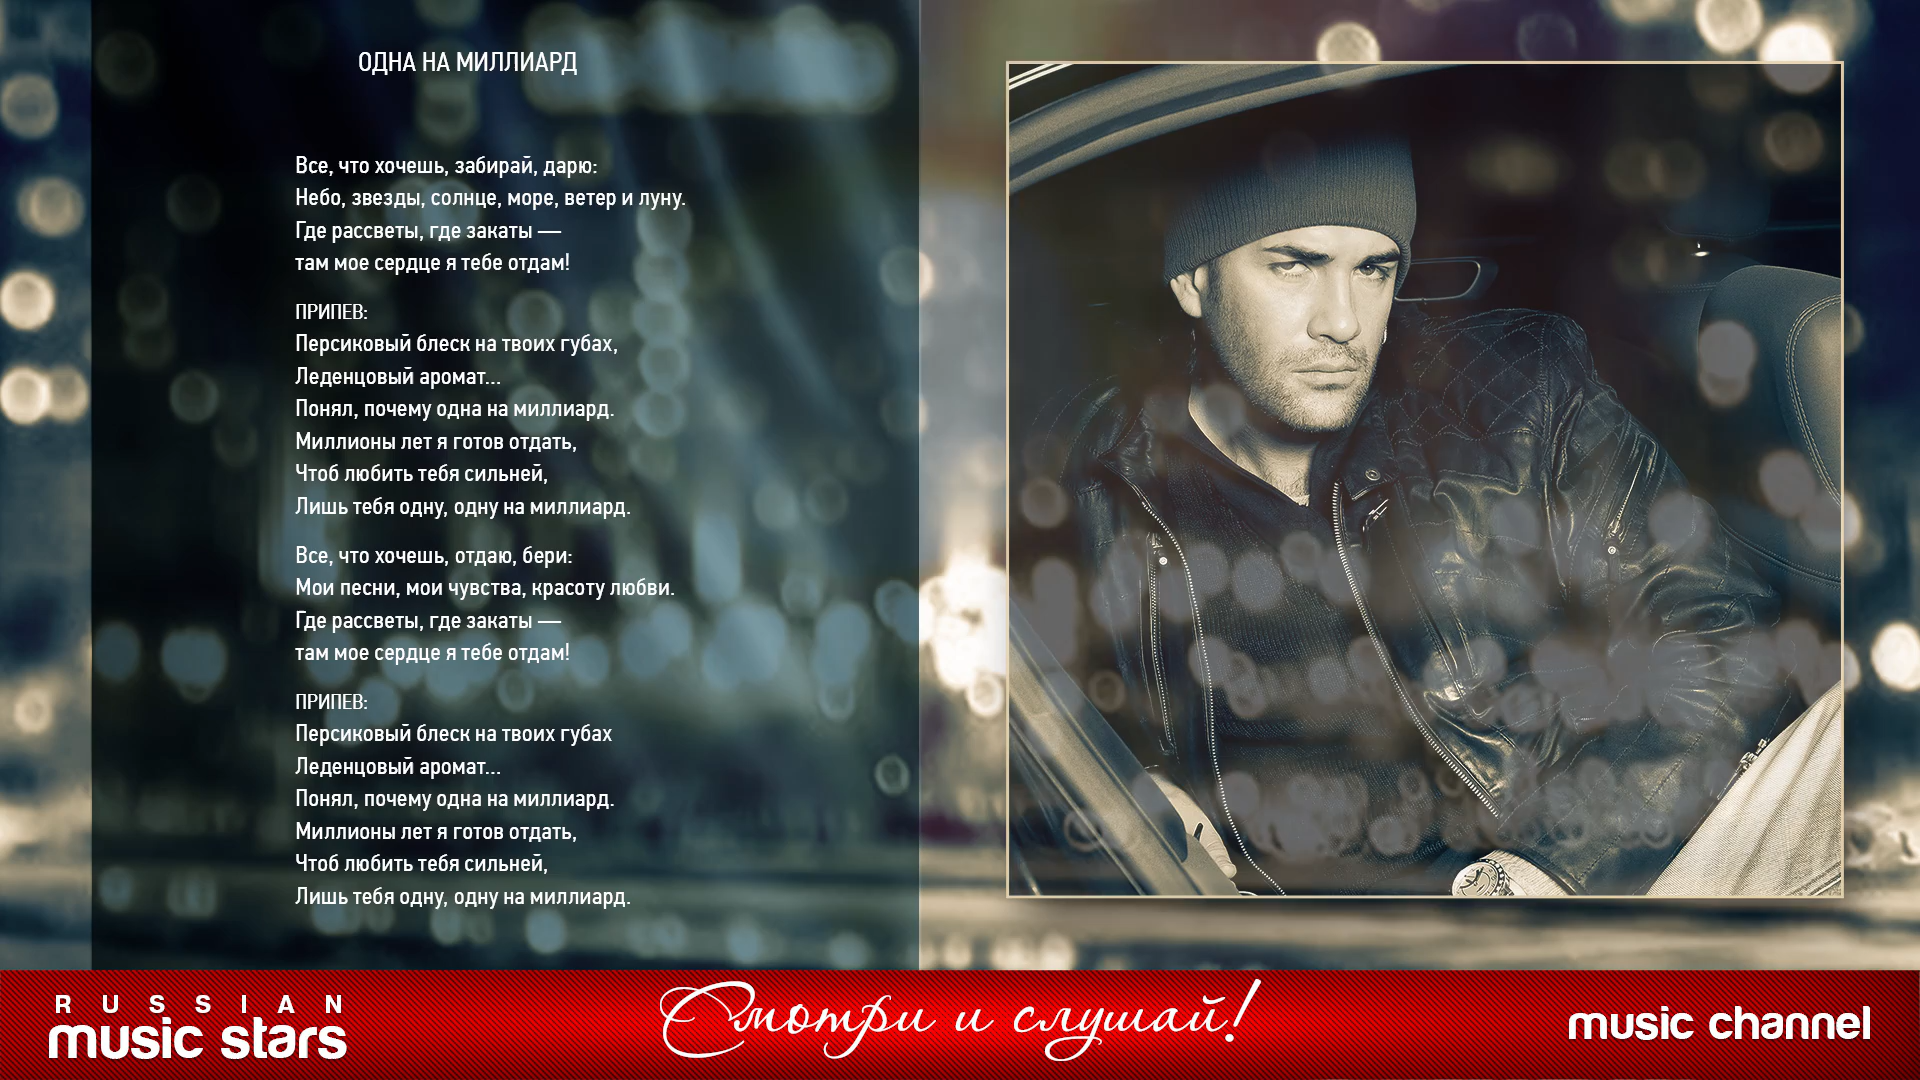 ОДНА НА МИЛЛИАРД
Все, что хочешь, забирай, дарю:
Небо, звезды, солнце, море, ветер и луну.
Где рассветы, где закаты —
там мое сердце я тебе отдам!
ПРИПЕВ:
Персиковый блеск на твоих губах,
Леденцовый аромат...
Понял, почему одна на миллиард.
Миллионы лет я готов отдать,
Чтоб любить тебя сильней,
Лишь тебя одну, одну на миллиард.
Все, что хочешь, отдаю, бери:
Мои песни, мои чувства, красоту любви.
Где рассветы, где закаты —
там мое сердце я тебе отдам!
ПРИПЕВ:
Персиковый блеск на твоих губах
Леденцовый аромат...
Понял, почему одна на миллиард.
Миллионы лет я готов отдать,
Чтоб любить тебя сильней,
Лишь тебя одну, одну на миллиард.
RUSSIAN
music stars
Смотри и слушай!
music channel